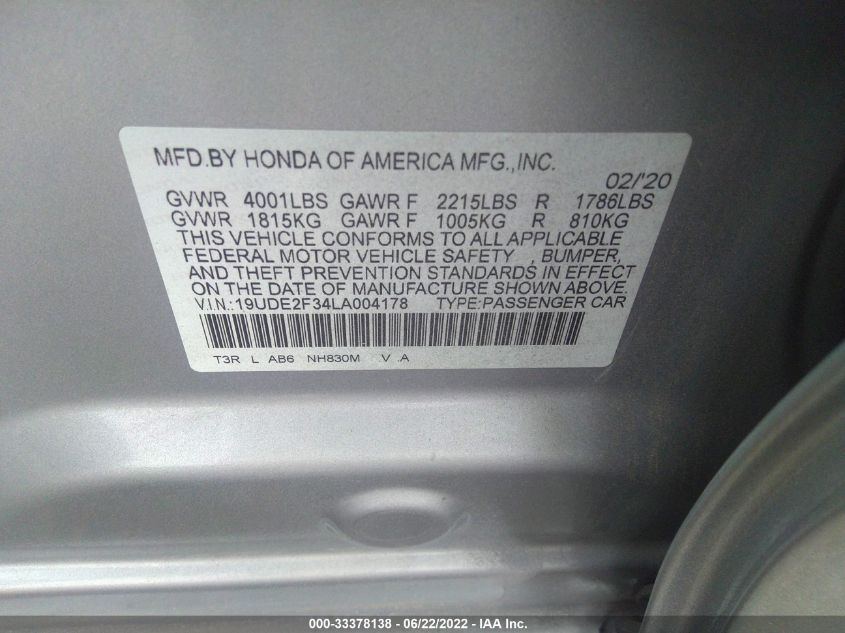 MFD.BY HONDA OF AMERICA MFG.,INC.
02/'20
GVWR 4001LBS GAWR F 2215LBS R 1786LBS
GVWR 1815KG GAWR F 1005KG R 810KG
THIS VEHICLE CONFORMS TO ALL APPLICABLE
FEDERAL MOTOR VEHICLE SAFETY , BUMPER,
AND THEFT PREVENTION STANDARDS IN EFFECT
ON THE DATE OF MANUFACTURE SHOWN ABOVE.
V.I.N.:19UDE2F34LA004178 TYPE:PASSENGER CAR
T3R L AB6 NH830M V .A
000-33378138 - 06/22/2022 - IAA Inc.